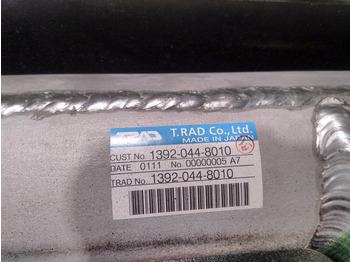 TRAD T.RAD Co., Ltd.
MADE IN JAPAN
CUST No. 1392-044-8010
DATE 0111 No 00000005 A7
TRAD No. 1392-044-8010